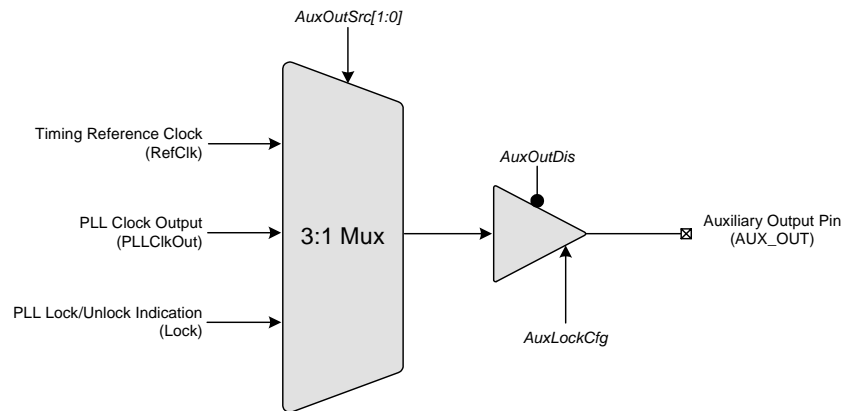 AuxOutSrc[1:0]
Timing Reference Clock
(RefClk)
PLL Clock Output
(PLLClkOut)
PLL Lock/Unlock Indication
(Lock)
3:1 Mux
AuxOutDis
AuxLockCfg
Auxiliary Output Pin
(AUX_OUT)